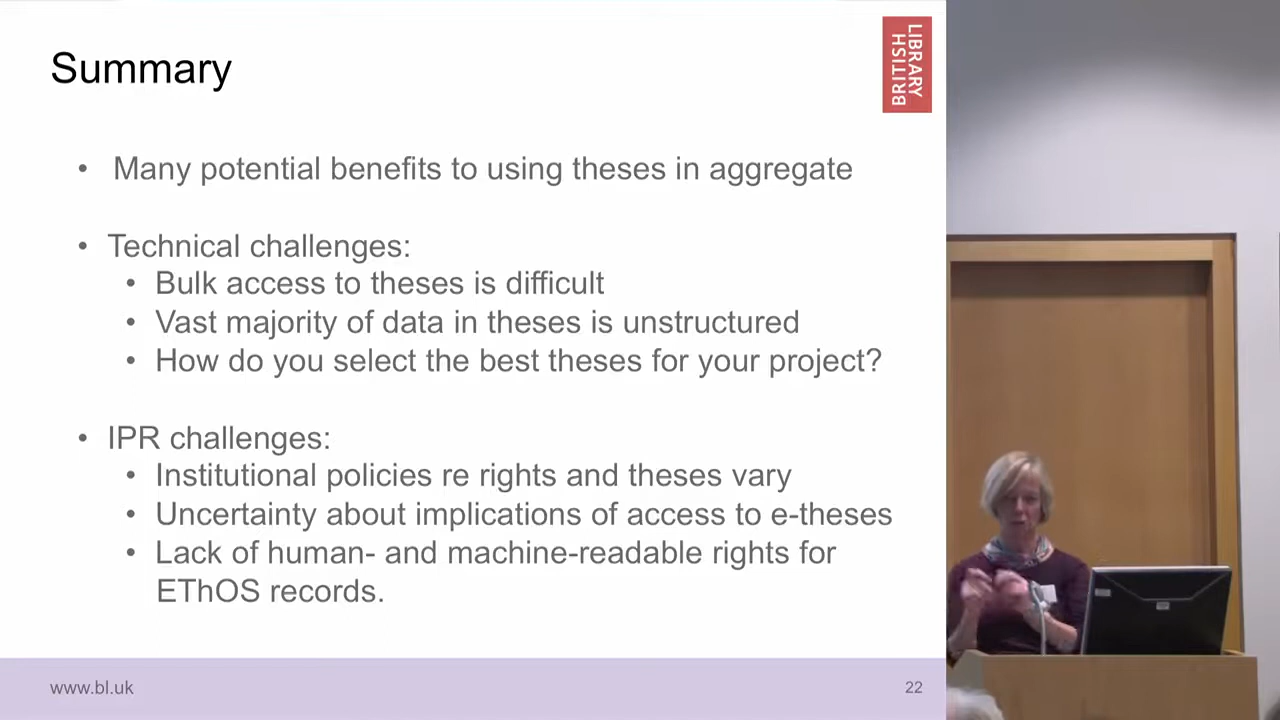 Summary
BRITISH
LIBRARY
• Many potential benefits to using theses in aggregate
• Technical challenges:
• Bulk access to theses is difficult
• Vast majority of data in theses is unstructured
• How do you select the best theses for your project?
• IPR challenges:
• Institutional policies re rights and theses vary
• Uncertainty about implications of access to e-theses
• Lack of human- and machine-readable rights for
EThOS records.
www.bl.uk
22